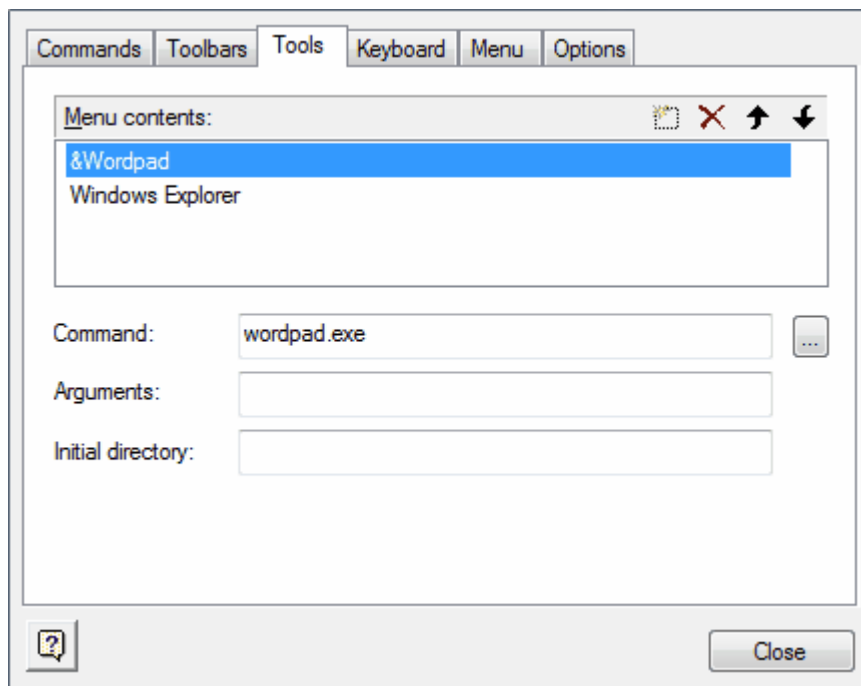 Commands Toolbars Tools Keyboard Menu Options
Menu contents:
&Wordpad
Windows Explorer
Command: wordpad.exe ...
Arguments:
Initial directory:
? Close